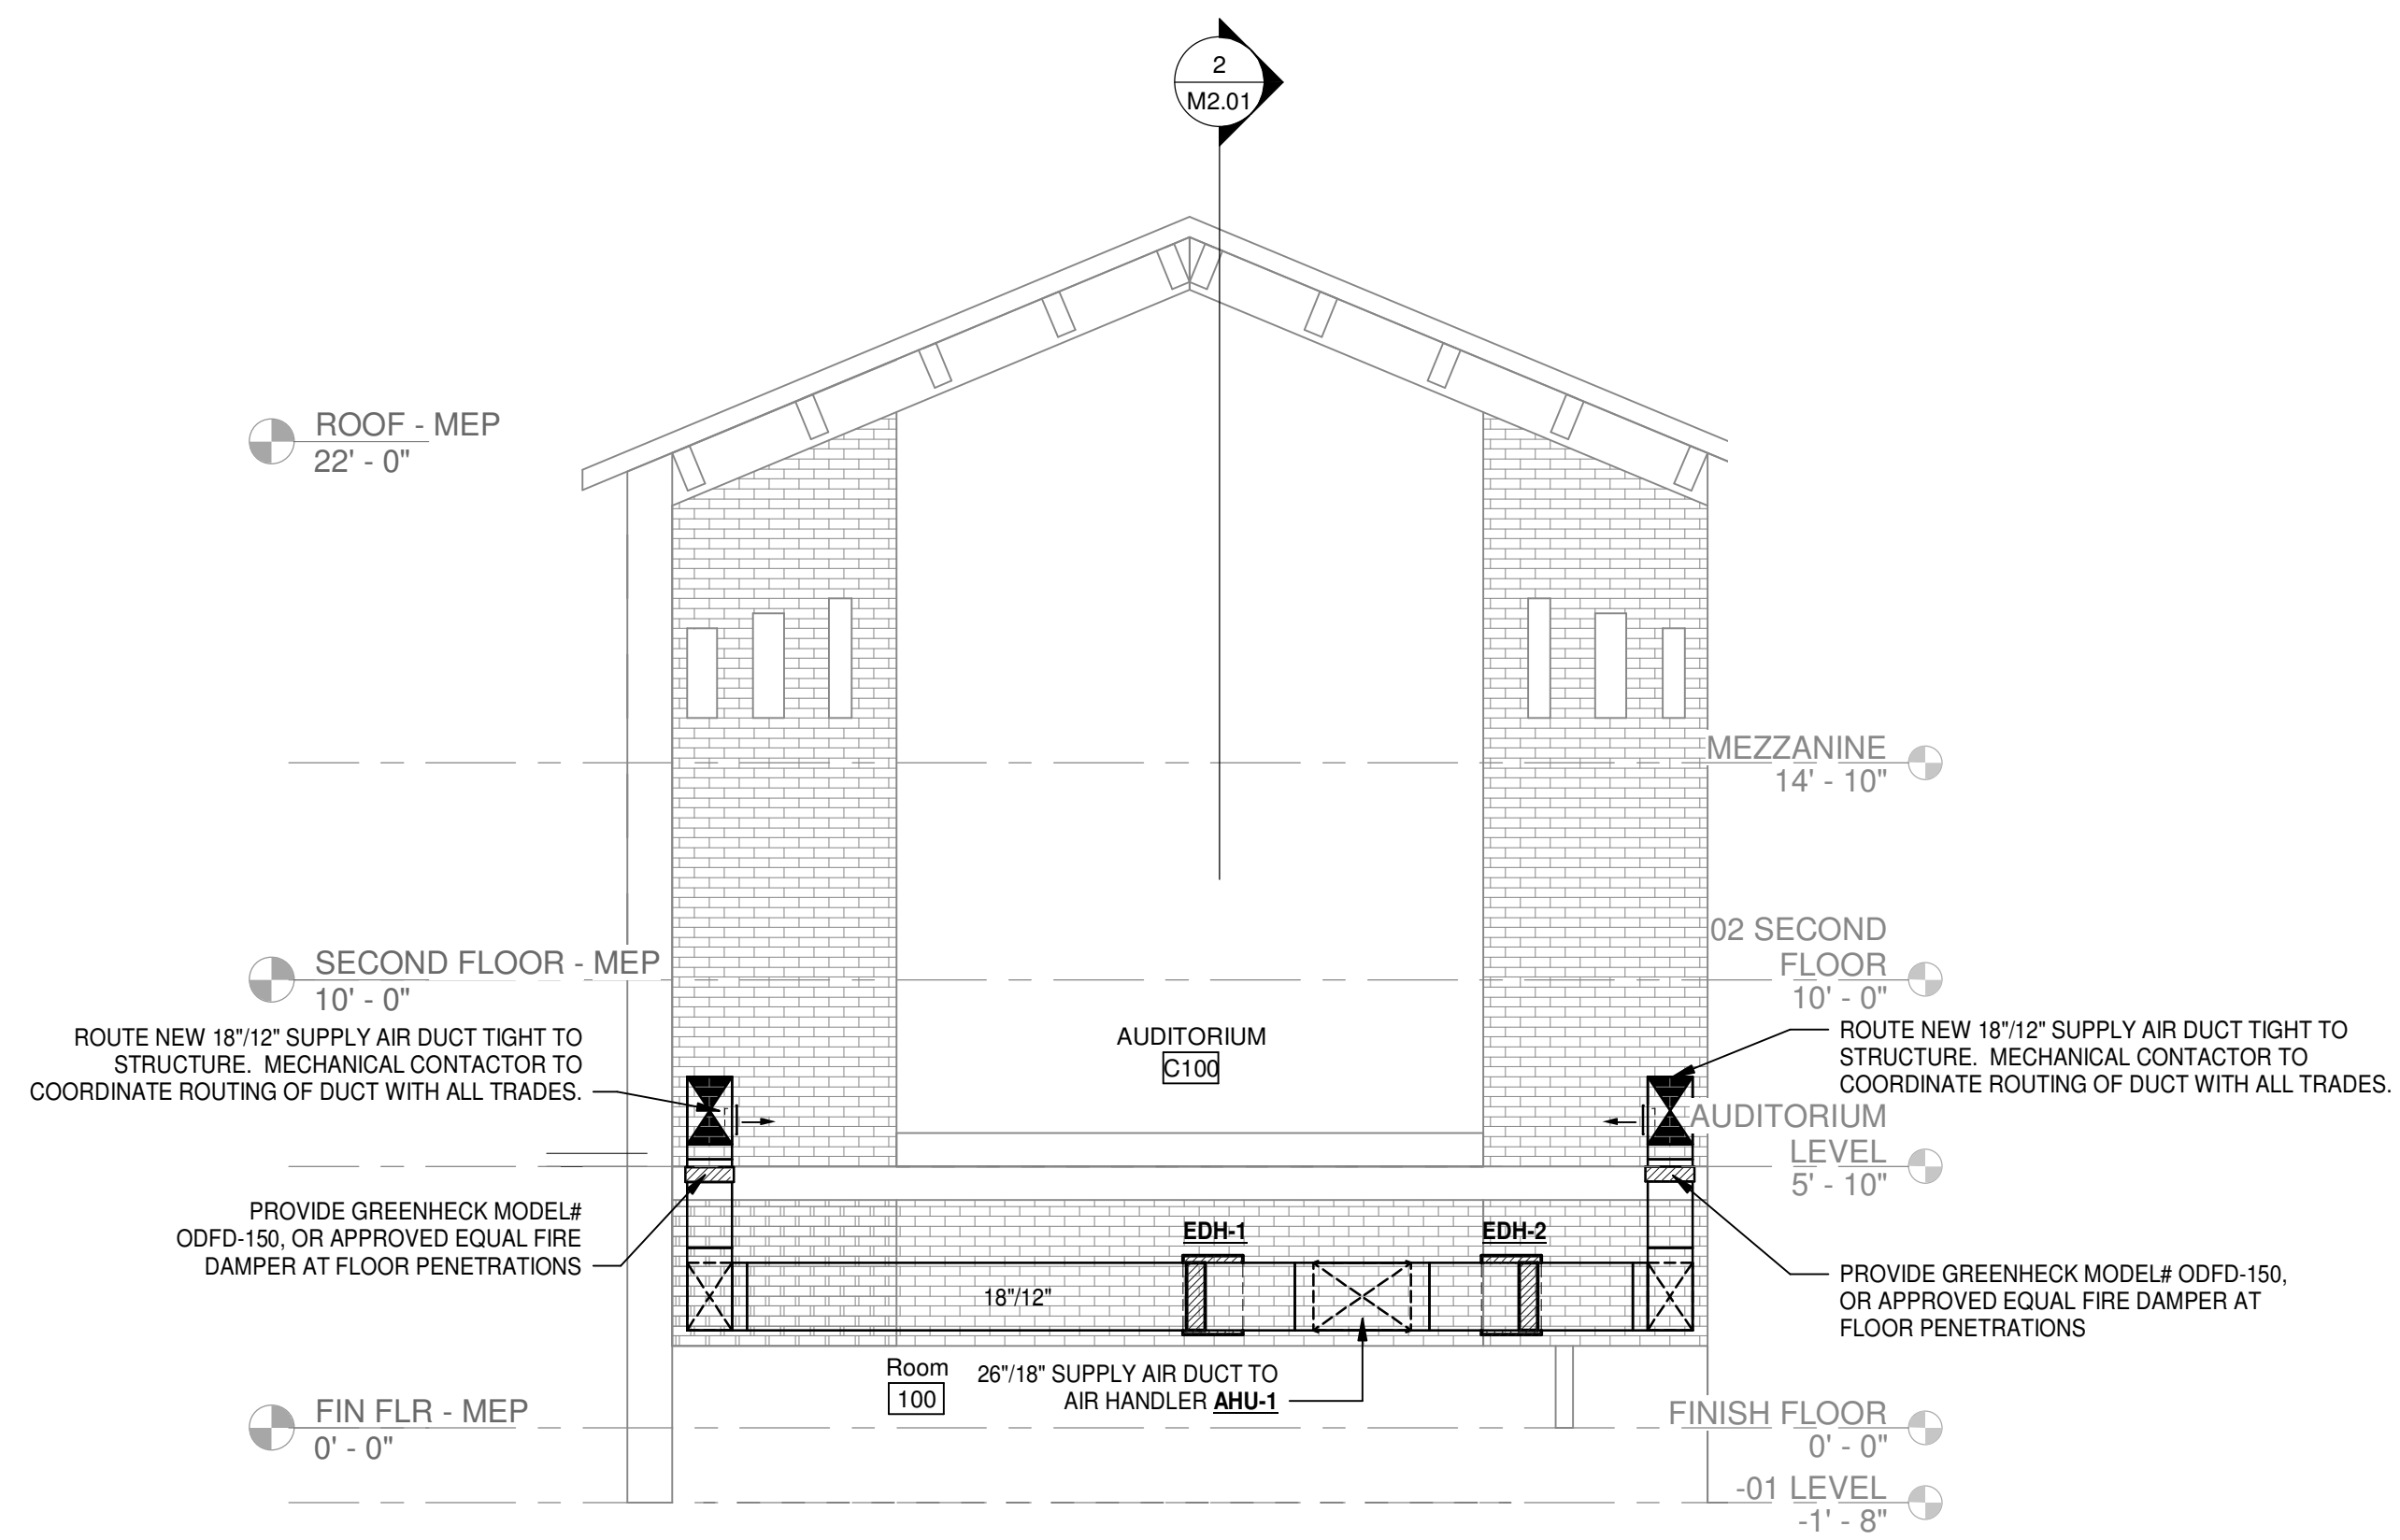 2
M2.01
ROOF - MEP
22' - 0"
MEZZANINE
14' - 10"
SECOND FLOOR - MEP
10' - 0"
02 SECOND
FLOOR
10' - 0"
ROUTE NEW 18"/12" SUPPLY AIR DUCT TIGHT TO
STRUCTURE.  MECHANICAL CONTACTOR TO
COORDINATE ROUTING OF DUCT WITH ALL TRADES.
AUDITORIUM
C100
ROUTE NEW 18"/12" SUPPLY AIR DUCT TIGHT TO
STRUCTURE.  MECHANICAL CONTACTOR TO
COORDINATE ROUTING OF DUCT WITH ALL TRADES.
AUDITORIUM
LEVEL
5' - 10"
PROVIDE GREENHECK MODEL#
ODFD-150, OR APPROVED EQUAL FIRE
DAMPER AT FLOOR PENETRATIONS
EDH-1
EDH-2
PROVIDE GREENHECK MODEL# ODFD-150,
OR APPROVED EQUAL FIRE DAMPER AT
FLOOR PENETRATIONS
18"/12"
Room
100
26"/18" SUPPLY AIR DUCT TO
AIR HANDLER AHU-1
FIN FLR - MEP
0' - 0"
FINISH FLOOR
0' - 0"
-01 LEVEL
-1' - 8"